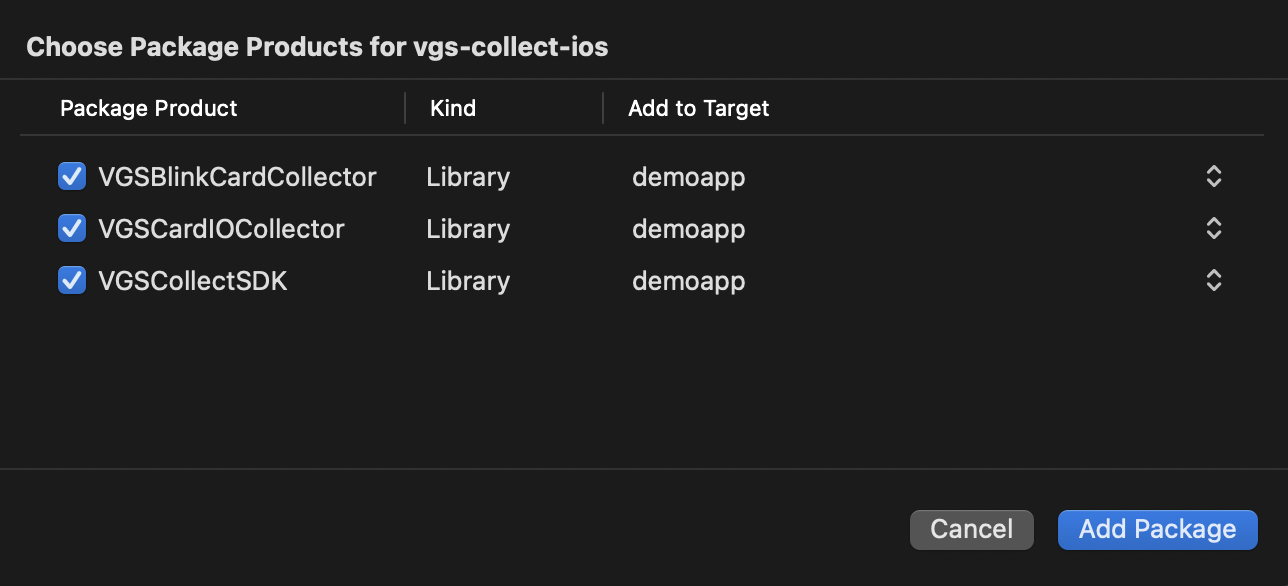 Choose Package Products for vgs-collect-ios
Package Product Kind Add to Target
VGSBlinkCardCollector Library demoapp
VGSCardIOCollector Library demoapp
VGSCollectSDK Library demoapp
Cancel Add Package